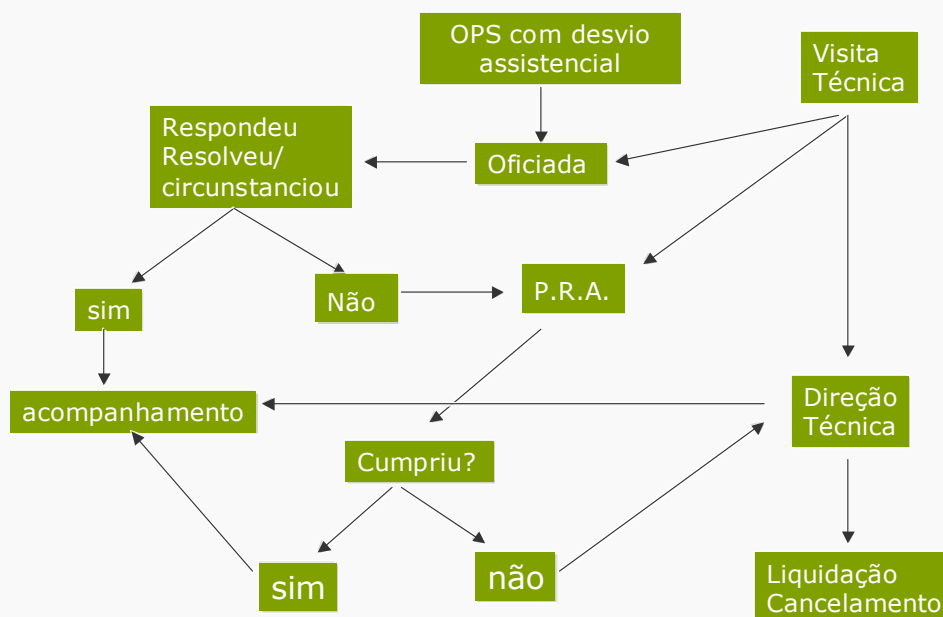 OPS com desvio
assistencial
Visita
Técnica
Respondeu
Resolveu/
circunstanciou
Oficiada
sim
Não
P.R.A.
acompanhamento
Direção
Técnica
Cumpriu?
sim
não
Liquidação
Cancelamento